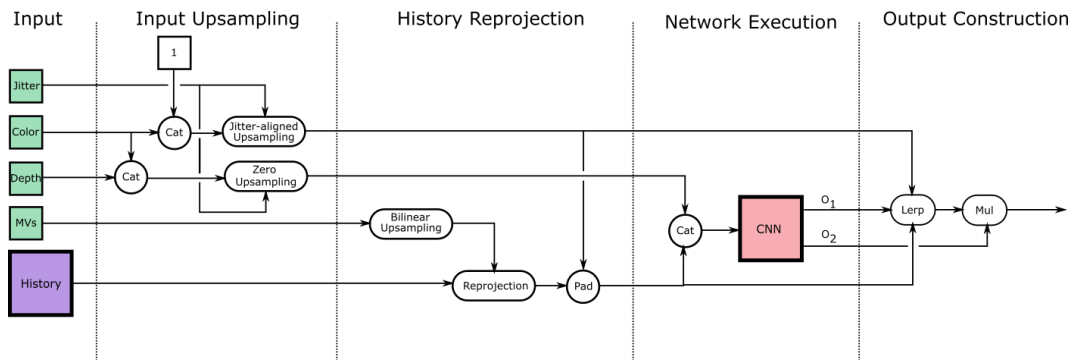 Input
Input Upsampling
History Reprojection
Network Execution
Output Construction
1
Jitter
Color
Cat
Jitter-aligned
Upsampling
Depth
Cat
Zero
Upsampling
MVs
Bilinear
Upsampling
Cat
CNN
O1
O2
Lerp
Mul
History
Reprojection
Pad